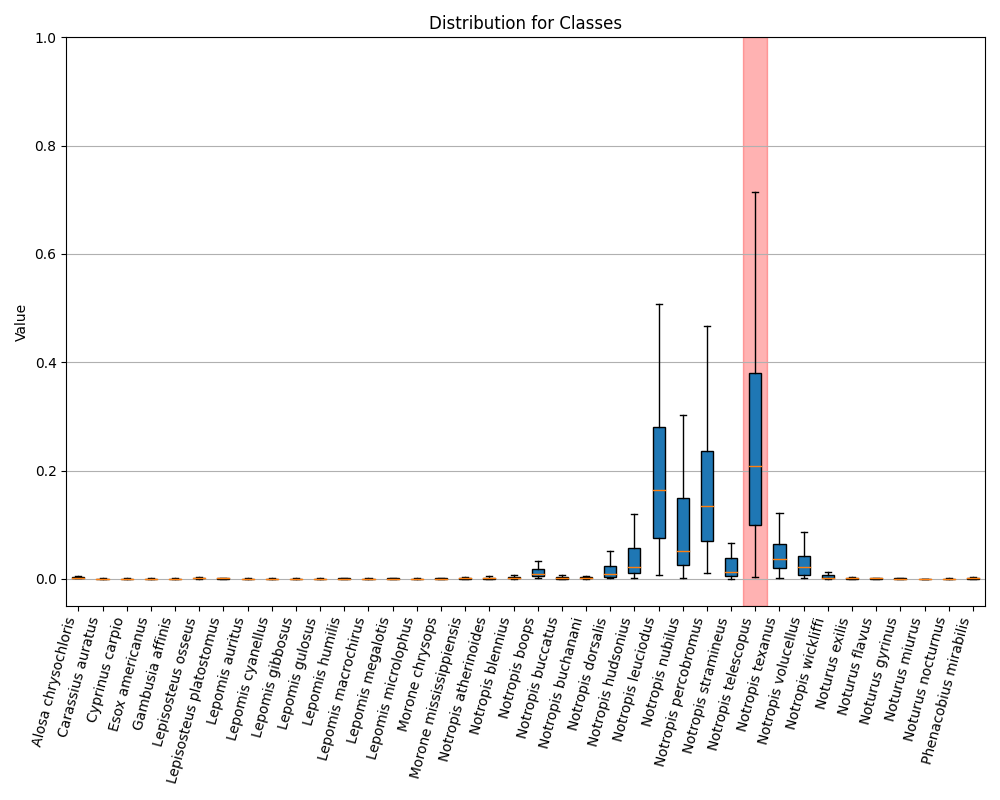 Distribution for Classes
1.0
0.8
0.6
0.4
0.2
0.0
Value
Alosa chrysochloris
Carassius auratus
Cyprinus carpio
Esox americanus
Gambusia affinis
Lepisosteus osseus
Lepisosteus platostomus
Lepomis auritus
Lepomis cyanellus
Lepomis gibbosus
Lepomis gulosus
Lepomis humilis
Lepomis macrochirus
Lepomis megalotis
Lepomis microlophus
Morone chrysops
Morone mississippiensis
Notropis atherinoides
Notropis blennius
Notropis boops
Notropis buccatus
Notropis buchanani
Notropis dorsalis
Notropis hudsonius
Notropis leuciodus
Notropis nubilus
Notropis percobromus
Notropis stramineus
Notropis telescopus
Notropis texanus
Notropis volucellus
Notropis wickliffi
Noturus exilis
Noturus flavus
Noturus gyrinus
Noturus miurus
Noturus nocturnus
Phenacobius mirabilis